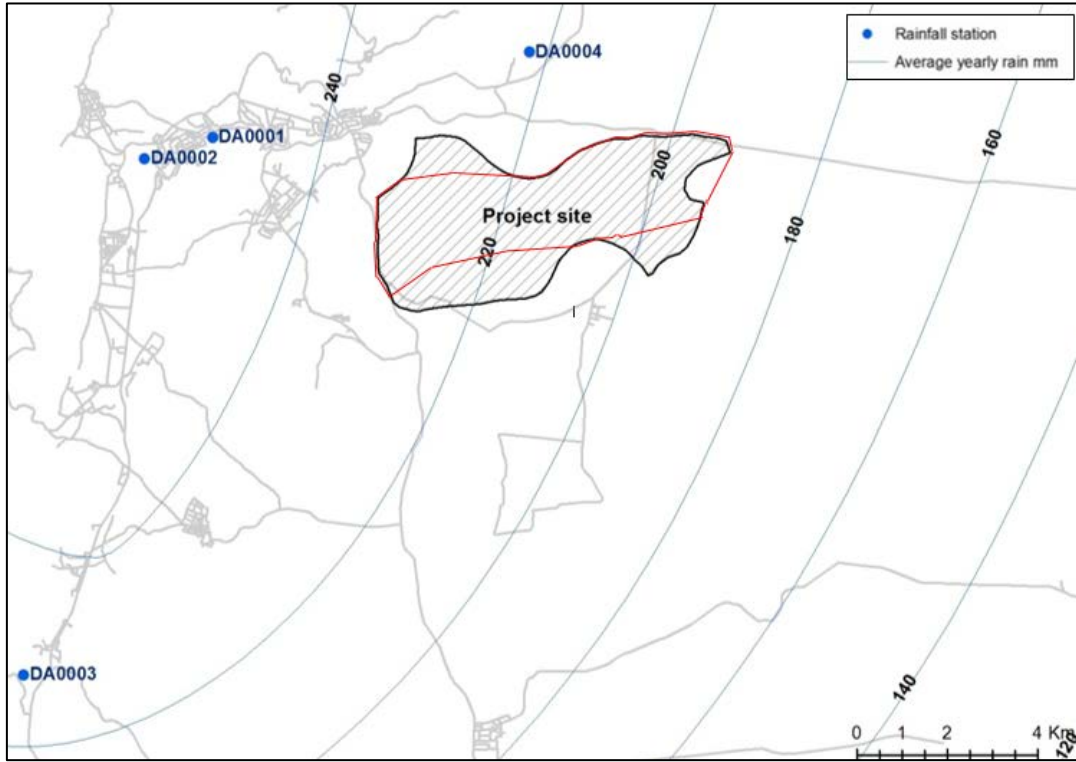 Rainfall station
Average yearly rain mm
DA0004
240
DA0001
DA0002
160
200
Project site
180
220
DA0003
140
0 1 2 4 Km
120